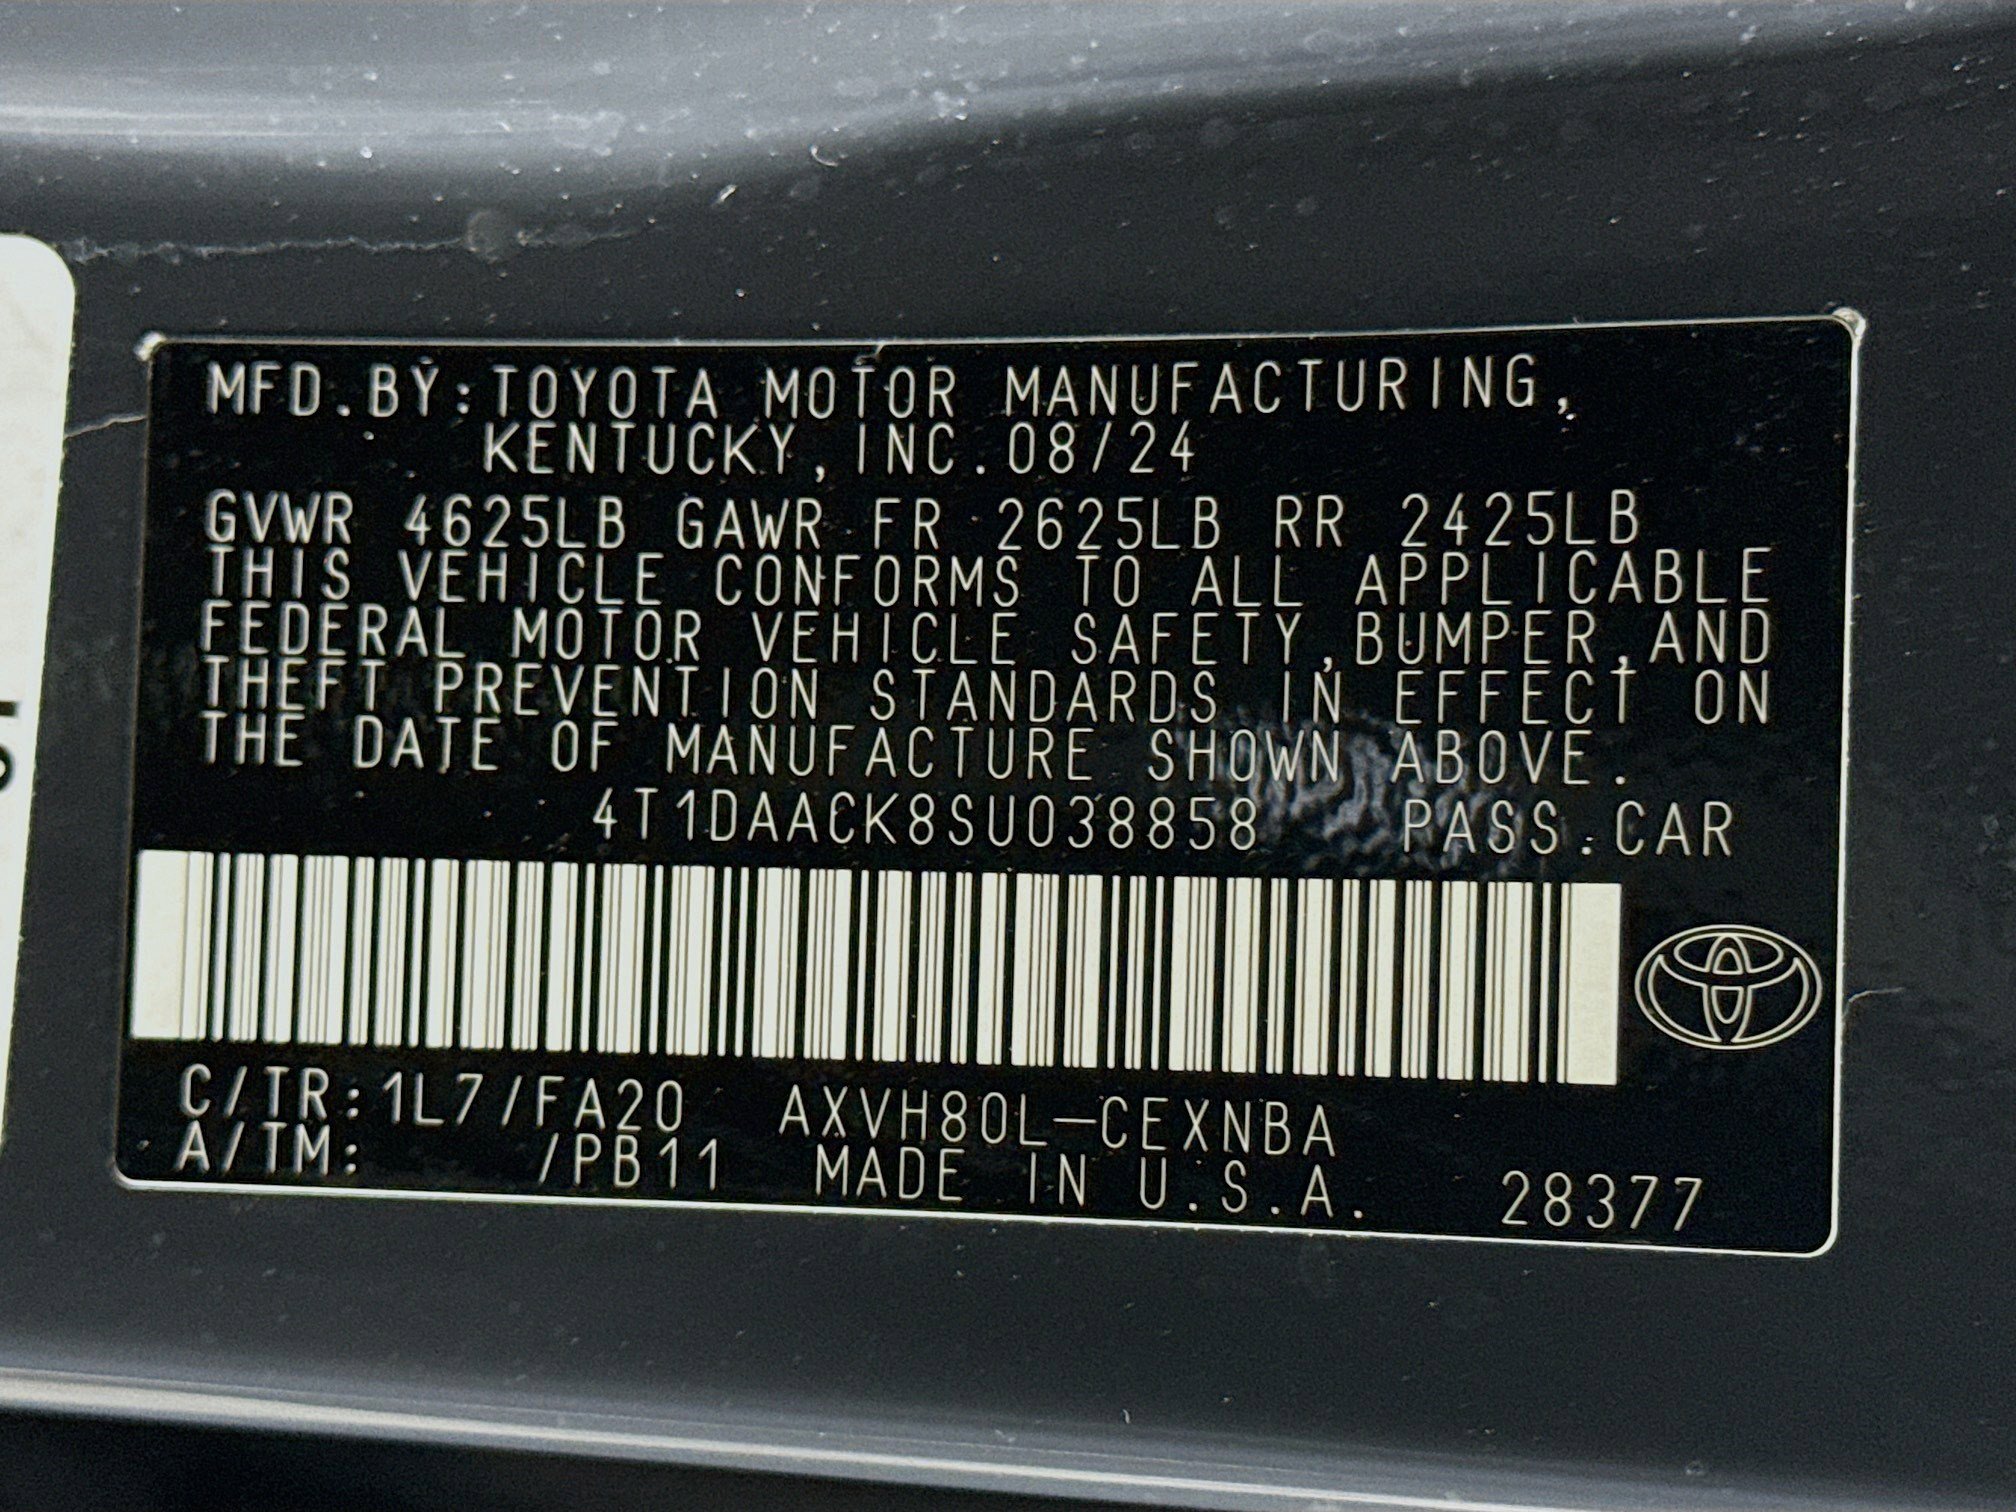 MFD.BY:TOYOTA MOTOR MANUFACTURING,
KENTUCKY,INC.08/24
GVWR 4625LB GAWR FR 2625LB RR 2425LB
THIS VEHICLE CONFORMS TO ALL APPLICABLE
FEDERAL MOTOR VEHICLE SAFETY,BUMPER,AND
THEFT PREVENTION STANDARDS IN EFFECT ON
THE DATE OF MANUFACTURE SHOWN ABOVE.
4T1DAACK8SU038858 PASS.CAR
C/TR:1L7/FA20 AXVH80L-CEXNBA
A/TM: /PB11 MADE IN U.S.A. 28377